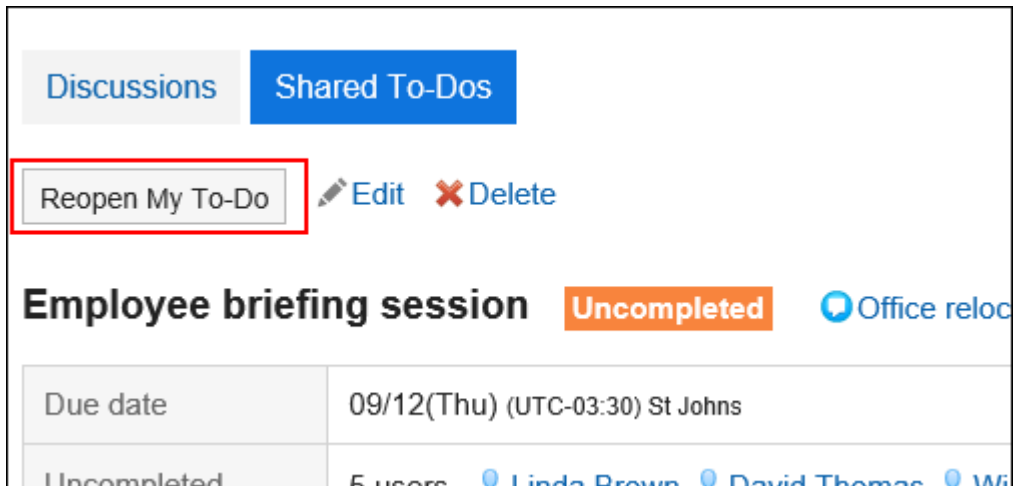 Discussions Shared To-Dos
Reopen My To-Do Edit Delete
Employee briefing session Uncompleted Office reloc
Due date 09/12(Thu) (UTC-03:30) St Johns
Uncompleted 5 users Linda Brown David Thomas Wi